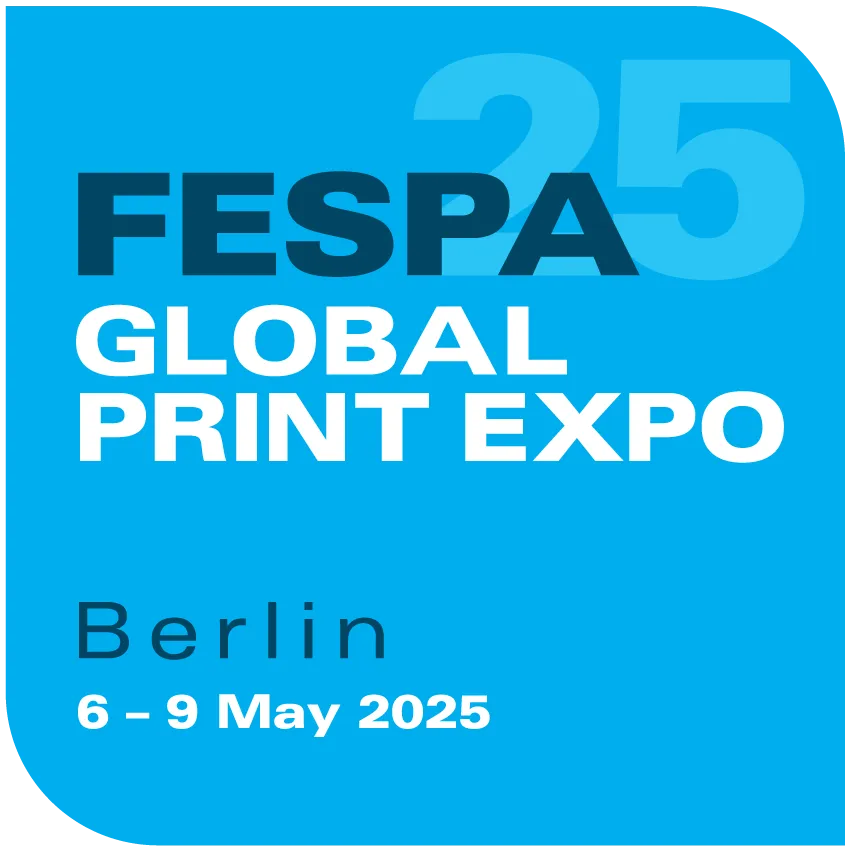 25
FESPA
GLOBAL
PRINT EXPO
Berlin
6 – 9 May 2025